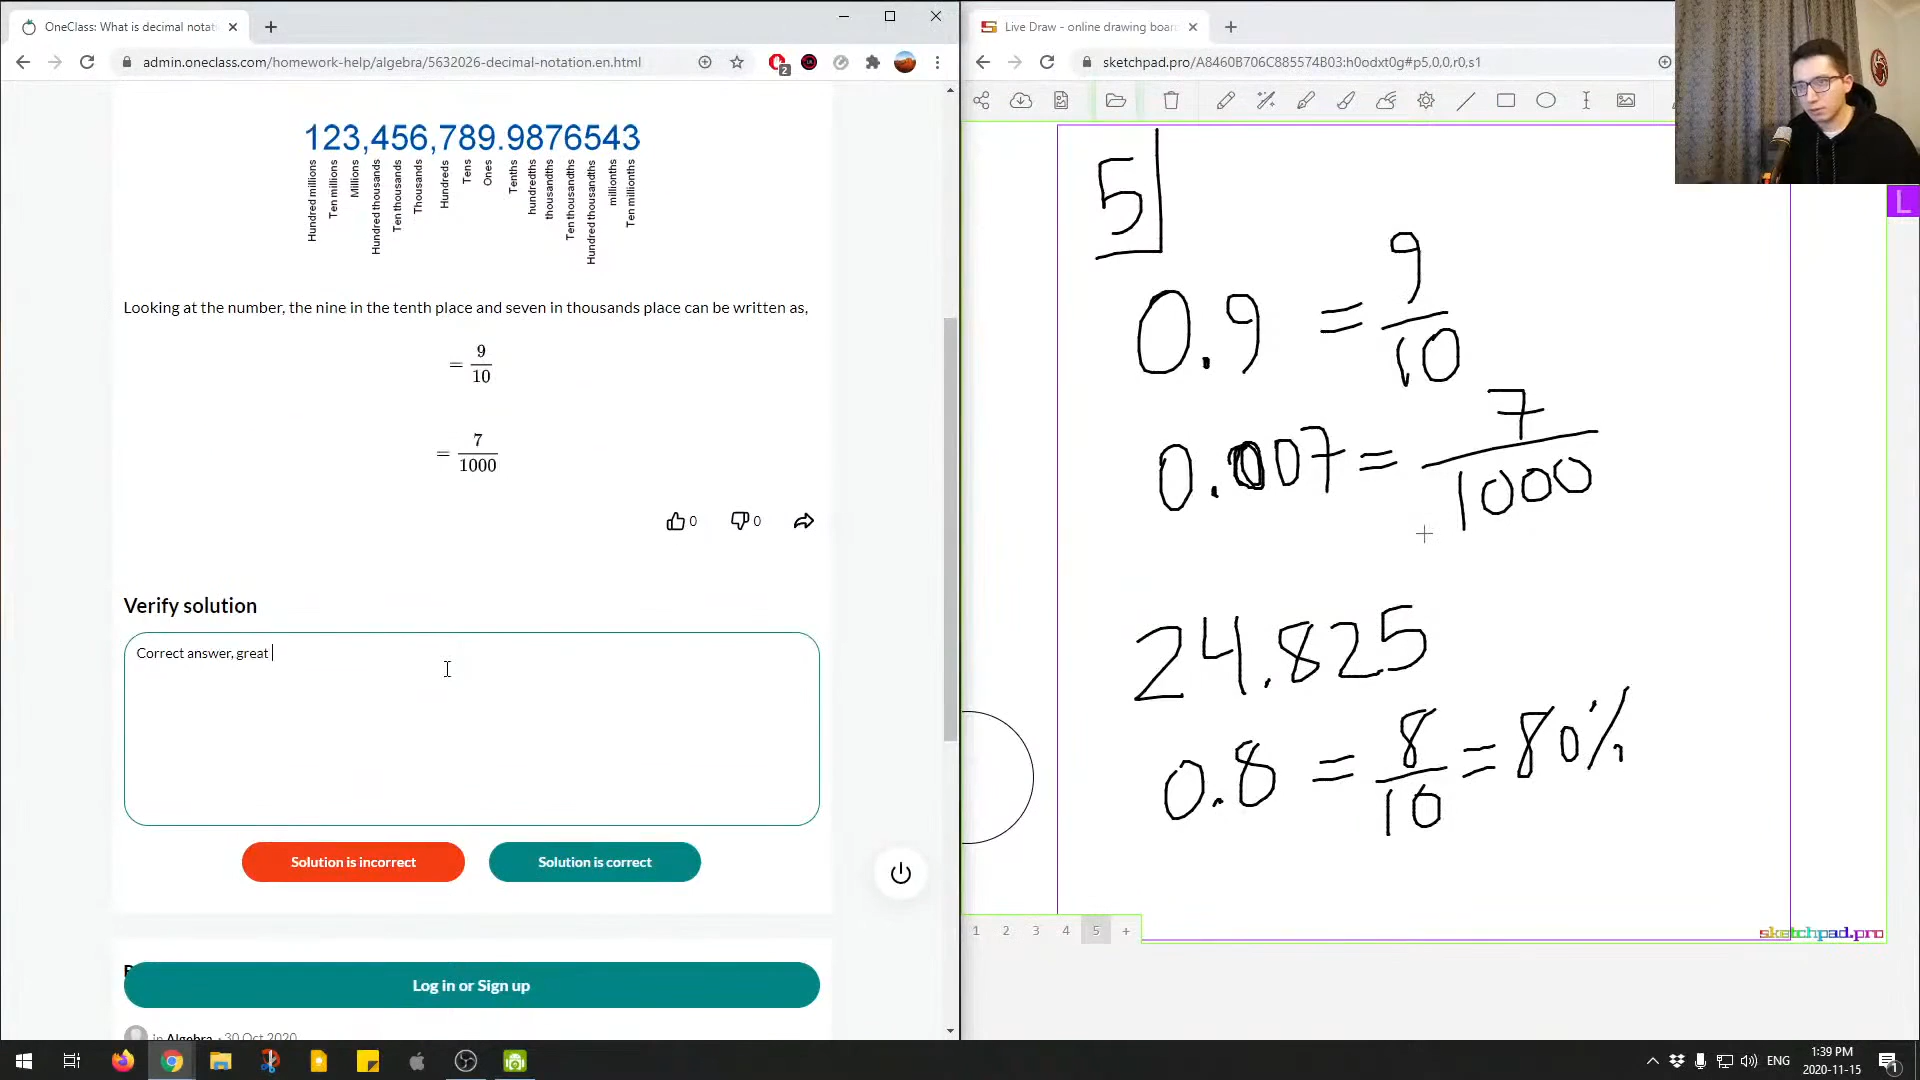 OneClass: What is decimal notat
admin.oneclass.com/homework-help/algebra/5632026-decimal-notation.en.html
2
123,456,789.9876543
Hundred millions
Ten millions
Millions
Hundred thousands
Ten thousands
Thousands
Hundreds
Tens
Ones
Tenths
hundredths
thousandths
Ten thousandths
Hundred thousandths
millionths
Ten millionths
Looking at the number, the nine in the tenth place and seven in thousands place can be written as,
= 9/10
= 7/1000
0
0
Verify solution
Correct answer, great
Solution is incorrect
Solution is correct
Log in or Sign up
in Algebra · 30 Oct 2020
Live Draw - online drawing boar
sketchpad.pro/A8460B706C885574B03:h0odxt0g#p5,0,0,r0,s1
L
5
0.9 = 9/10
0.007 = 7/1000
24.825
0.8 = 8/10 = 80%
1 2 3 4 5 +
sketchpad.pro
ENG
1:39 PM
2020-11-15
1